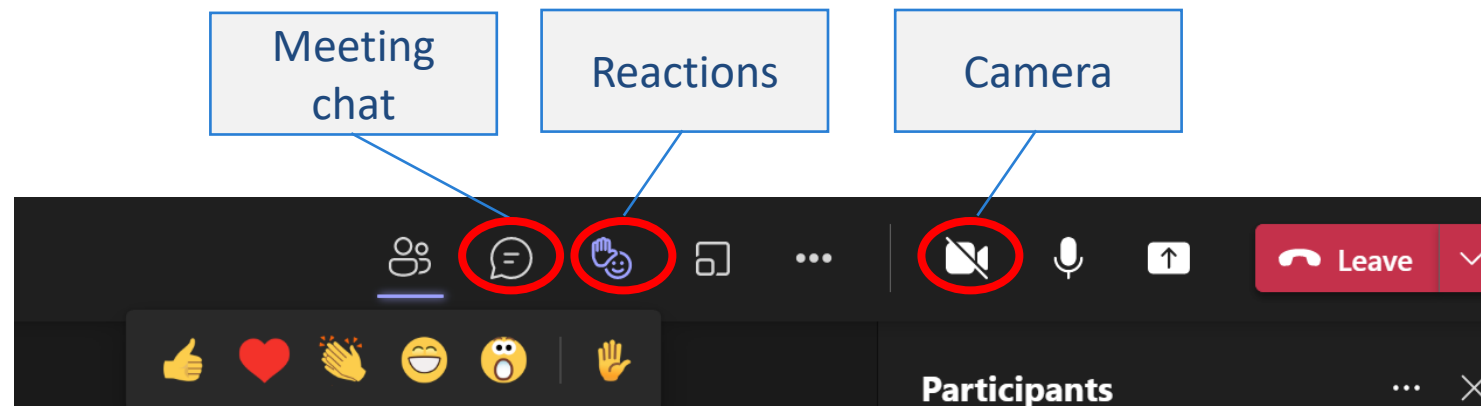 Meeting
chat
Reactions
Camera
Leave
Participants